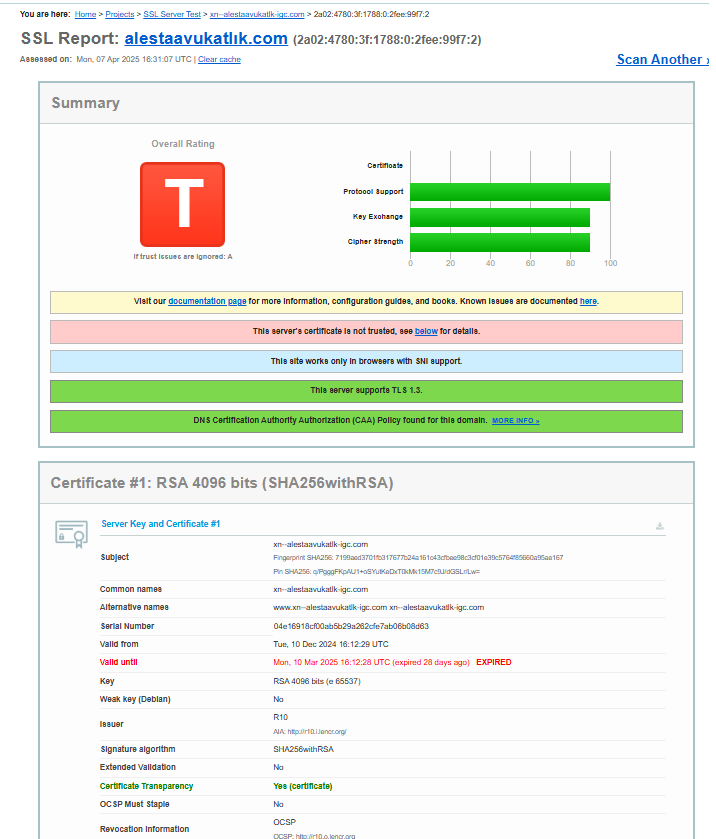 You are here: Home > Projects > SSL Server Test > xn--alestaavukatlk-igc.com > 2a02:4780:3f:1788:0:2fee:99f7:2
SSL Report: alestaavukatlık.com (2a02:4780:3f:1788:0:2fee:99f7:2)
Assessed on: Mon, 07 Apr 2025 16:31:07 UTC | Clear cache
Scan Another »
Summary
Overall Rating
T
If trust issues are ignored: A
Certificate
Protocol Support
Key Exchange
Cipher Strength
0 20 40 60 80 100
Visit our documentation page for more information, configuration guides, and books. Known issues are documented here.
This server's certificate is not trusted, see below for details.
This site works only in browsers with SNI support.
This server supports TLS 1.3.
DNS Certification Authority Authorization (CAA) Policy found for this domain. MORE INFO »
Certificate #1: RSA 4096 bits (SHA256withRSA)
Server Key and Certificate #1
Subject
xn--alestaavukatlk-igc.com
Fingerprint SHA256:
Pin SHA256:
Common names xn--alestaavukatlk-igc.com
Alternative names www.xn--alestaavukatlk-igc.com xn--alestaavukatlk-igc.com
Serial Number 04e16918cf00ab5b29a262cfe7ab06b08d63
Valid from Tue, 10 Dec 2024 16:12:29 UTC
Valid until Mon, 10 Mar 2025 16:12:28 UTC (expired 28 days ago) EXPIRED
Key RSA 4096 bits (e 65537)
Weak key (Debian) No
Issuer R10
AIA: http://r10.i.lencr.org/
Signature algorithm SHA256withRSA
Extended Validation No
Certificate Transparency Yes (certificate)
OCSP Must Staple No
Revocation information OCSP
OCSP: http://r10.o.lencr.org